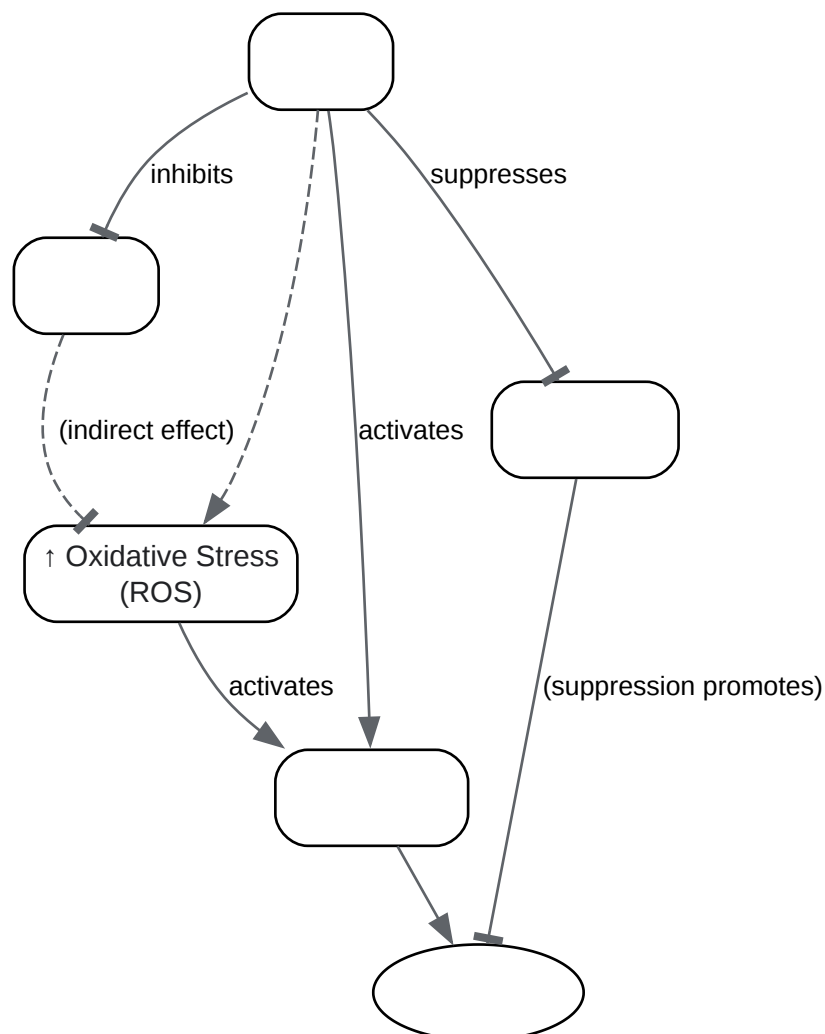 inhibits
suppresses
(indirect effect)
activates
↑ Oxidative Stress
(ROS)
activates
(suppression promotes)